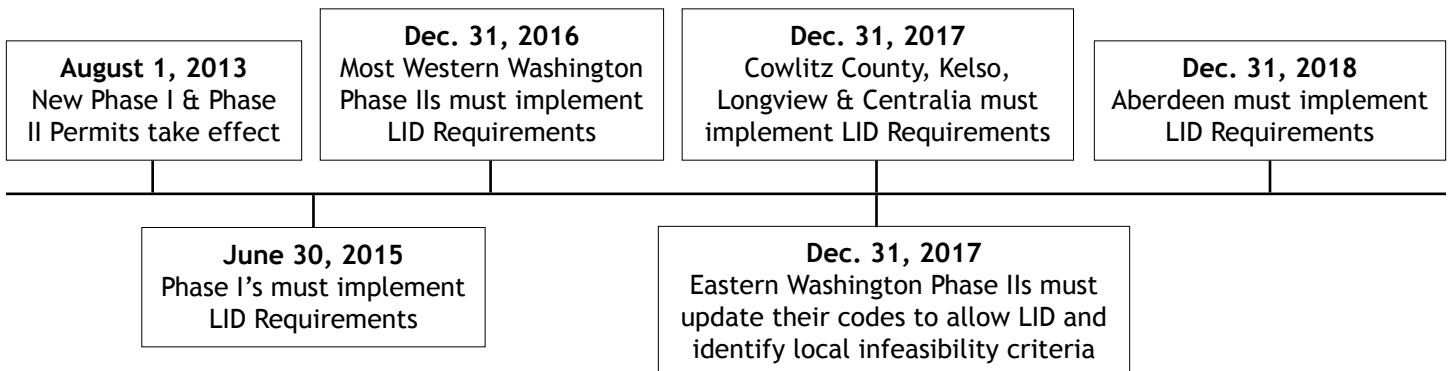 August 1, 2013
New Phase I & Phase
II Permits take effect
June 30, 2015
Phase I’s must implement
LID Requirements
Dec. 31, 2016
Most Western Washington
Phase IIs must implement
LID Requirements
Dec. 31, 2017
Cowlitz County, Kelso,
Longview & Centralia must
implement LID Requirements
Dec. 31, 2017
Eastern Washington Phase IIs must
update their codes to allow LID and
identify local infeasibility criteria
Dec. 31, 2018
Aberdeen must implement
LID Requirements